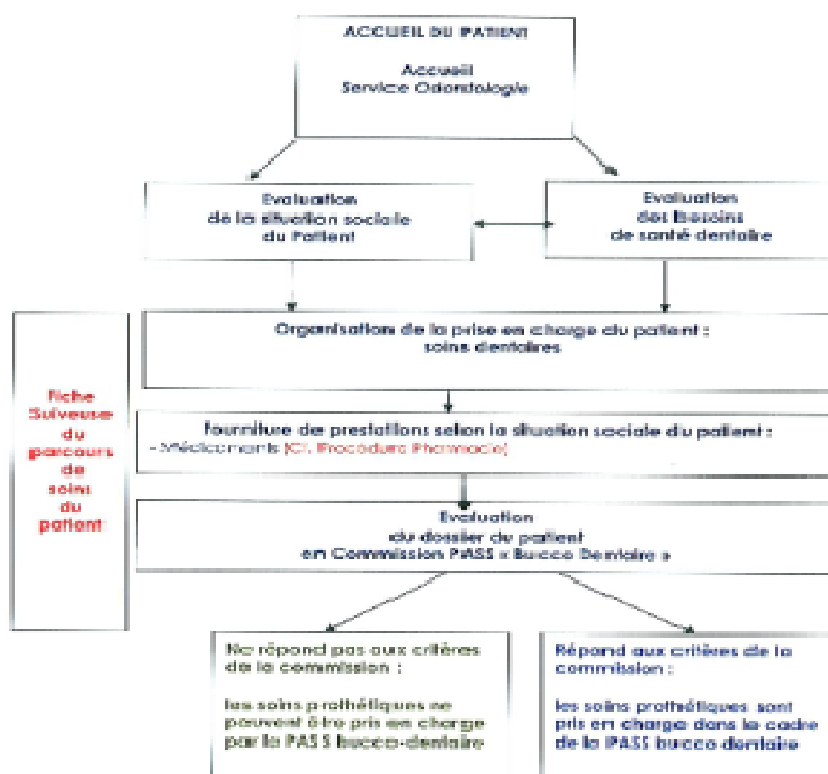 ACCUEIL DU PATIENT
Accueil
Service Odontologie
Evaluation
de la situation sociale
du Patient
Evaluation
des Besoins
de santé dentaire
Organisation de la prise en charge du patient :
soins dentaires
Fiche
Suiveuse
du
parcours
de
soins
du
patient
Fourniture de prestations selon la situation sociale du patient :
- Médicaments (Cf. Procédure Pharmacie)
Evaluation
du dossier du patient
en Commission PASS « Bucco Dentaire »
Ne répond pas aux critères
de la commission :
les soins prothétiques ne
peuvent être pris en charge
par la PASS bucco-dentaire
Répond aux critères de la
commission :
les soins prothétiques sont
pris en charge dans le cadre
de la PASS bucco dentaire